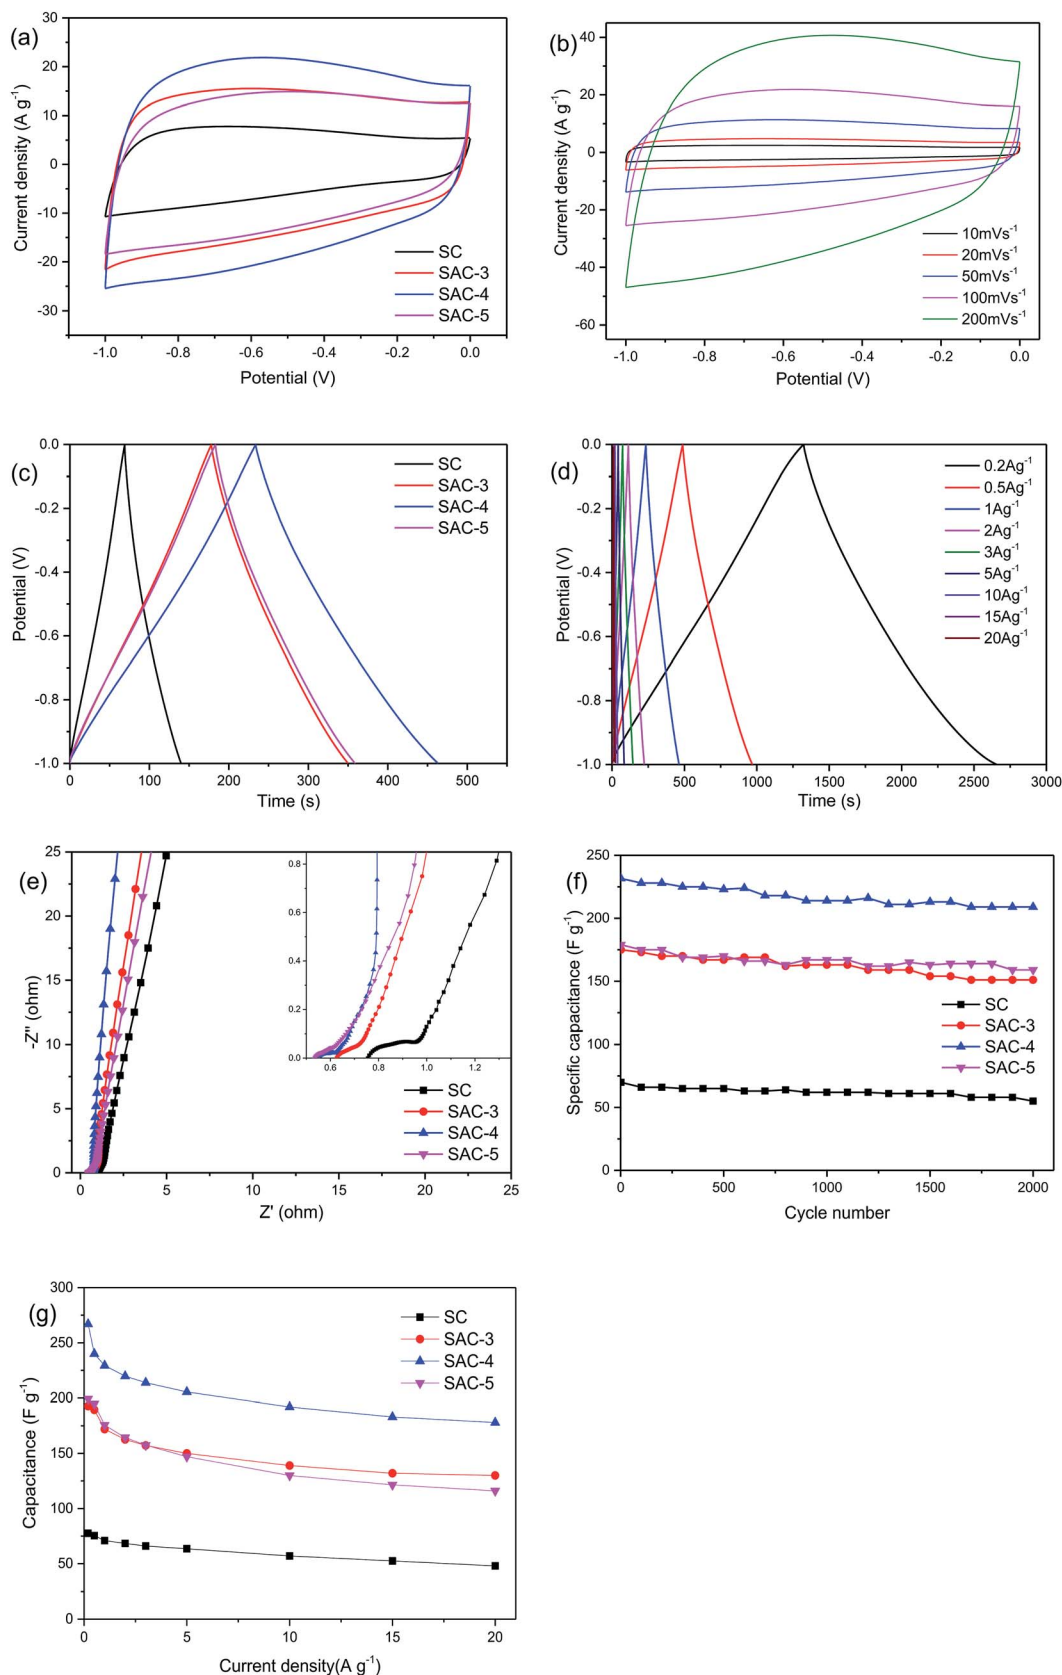 (a)
30
20
10
0
-10
-20
-30
Current density (A g⁻¹)
SC
SAC-3
SAC-4
SAC-5
-1.0 -0.8 -0.6 -0.4 -0.2 0.0
Potential (V)
(b)
40
20
0
-20
-40
-60
Current density (A g⁻¹)
10mVs⁻¹
20mVs⁻¹
50mVs⁻¹
100mVs⁻¹
200mVs⁻¹
-1.0 -0.8 -0.6 -0.4 -0.2 0.0
Potential (V)
(c)
0.0
-0.2
-0.4
-0.6
-0.8
-1.0
Potential (V)
SC
SAC-3
SAC-4
SAC-5
0 100 200 300 400 500
Time (s)
(d)
0.0
-0.2
-0.4
-0.6
-0.8
-1.0
Potential (V)
0.2Ag⁻¹
0.5Ag⁻¹
1Ag⁻¹
2Ag⁻¹
3Ag⁻¹
5Ag⁻¹
10Ag⁻¹
15Ag⁻¹
20Ag⁻¹
0 500 1000 1500 2000 2500 3000
Time (s)
(e)
25
20
15
10
5
0
-Z'' (ohm)
0.8
0.6
0.4
0.2
0.0
0.6 0.8 1.0 1.2
SC
SAC-3
SAC-4
SAC-5
0 5 10 15 20 25
Z' (ohm)
(f)
250
200
150
100
50
0
Specific capacitance (F g⁻¹)
SC
SAC-3
SAC-4
SAC-5
0 500 1000 1500 2000
Cycle number
(g)
300
250
200
150
100
50
0
Capacitance (F g⁻¹)
SC
SAC-3
SAC-4
SAC-5
0 5 10 15 20
Current density(A g⁻¹)